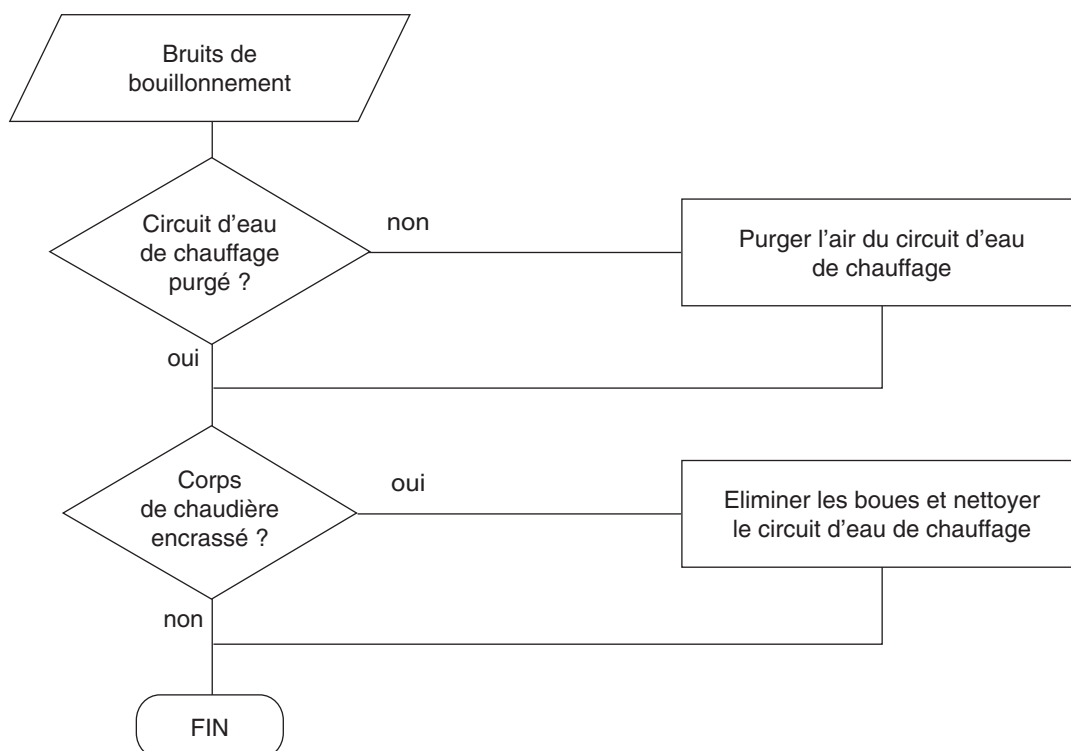 Bruits de
bouillonnement
Circuit d'eau
de chauffage
purgé ?
non
Purger l’air du circuit d'eau
de chauffage
oui
Corps
de chaudière
encrassé ?
oui
Eliminer les boues et nettoyer
le circuit d'eau de chauffage
non
FIN